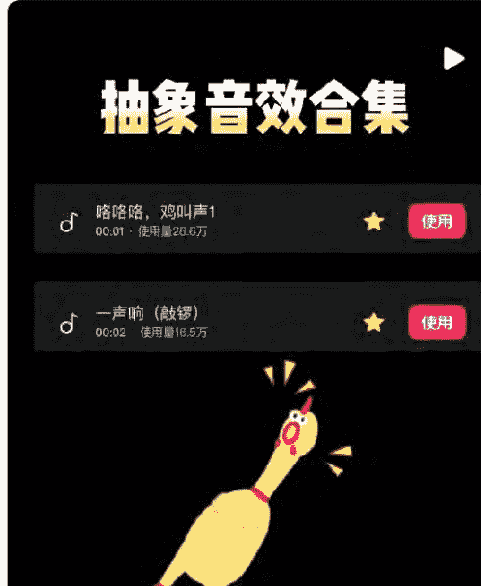 抽象音效合集
咯咯咯，鸡叫声1
00:01 · 使用量26.6万
使用
一声响（敲锣）
00:02 使用量16.5万
使用